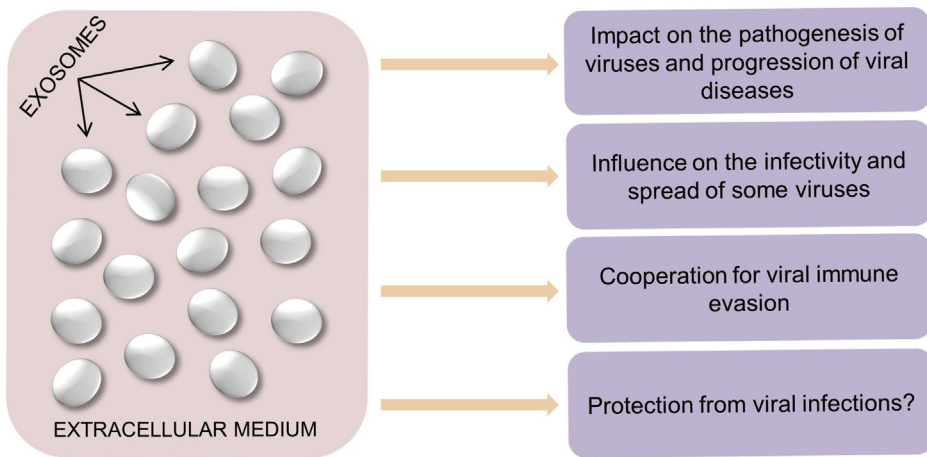 EXOSOMES
EXTRACELLULAR MEDIUM
Impact on the pathogenesis of
viruses and progression of viral
diseases
Influence on the infectivity and
spread of some viruses
Cooperation for viral immune
evasion
Protection from viral infections?